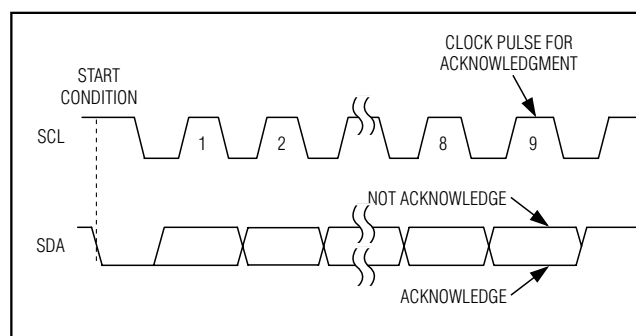 CLOCK PULSE FOR
ACKNOWLEDGMENT
START
CONDITION
SCL
1
2
8
9
NOT ACKNOWLEDGE
SDA
ACKNOWLEDGE